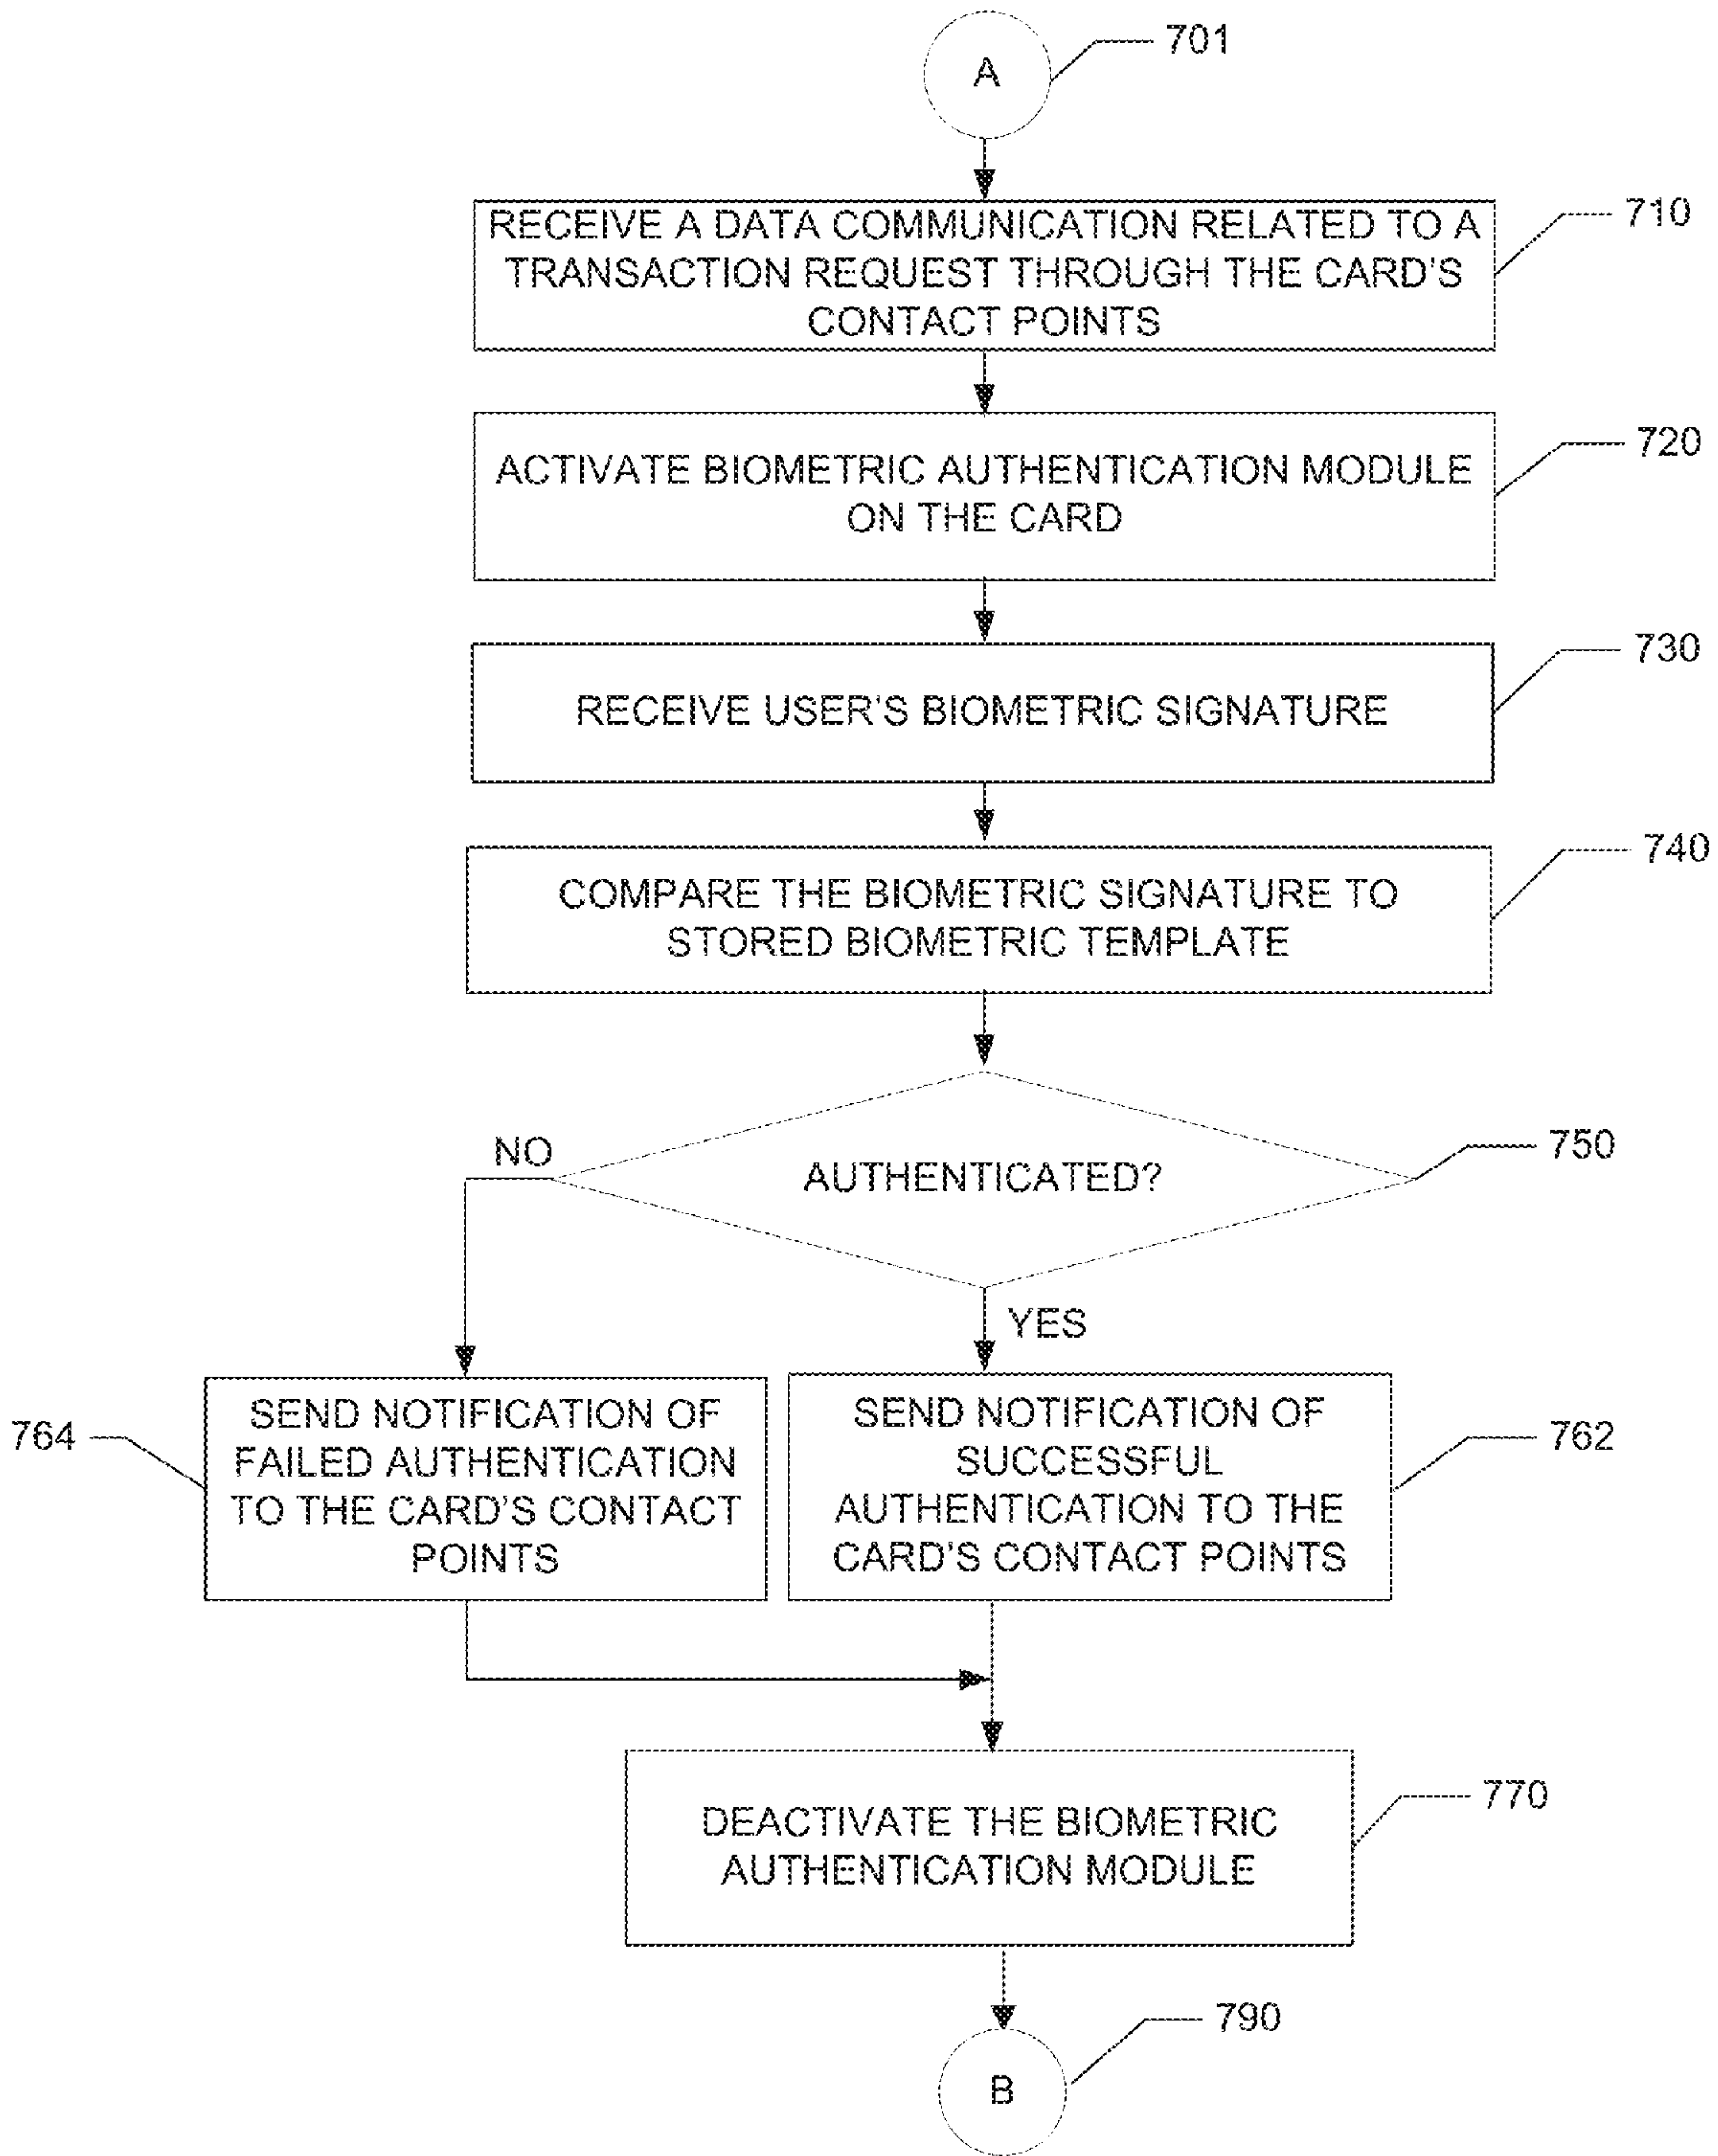 A
701
RECEIVE A DATA COMMUNICATION RELATED TO A
TRANSACTION REQUEST THROUGH THE CARD'S
CONTACT POINTS
710
ACTIVATE BIOMETRIC AUTHENTICATION MODULE
ON THE CARD
720
RECEIVE USER'S BIOMETRIC SIGNATURE
730
COMPARE THE BIOMETRIC SIGNATURE TO
STORED BIOMETRIC TEMPLATE
740
AUTHENTICATED?
750
NO
YES
764
SEND NOTIFICATION OF
FAILED AUTHENTICATION
TO THE CARD'S CONTACT
POINTS
SEND NOTIFICATION OF
SUCCESSFUL
AUTHENTICATION TO THE
CARD'S CONTACT POINTS
762
DEACTIVATE THE BIOMETRIC
AUTHENTICATION MODULE
770
B
790